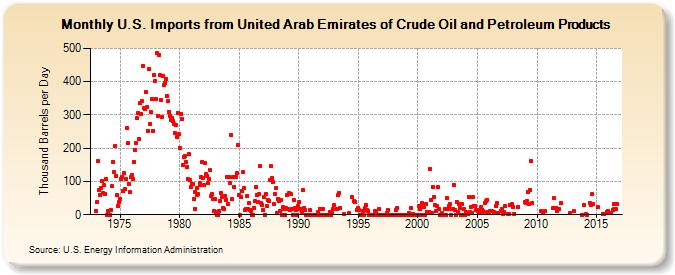 Monthly U.S. Imports from United Arab Emirates of Crude Oil and Petroleum Products
Thousand Barrels per Day
500
400
300
200
100
0
1975 1980 1985 1990 1995 2000 2005 2010 2015
Source: U.S. Energy Information Administration